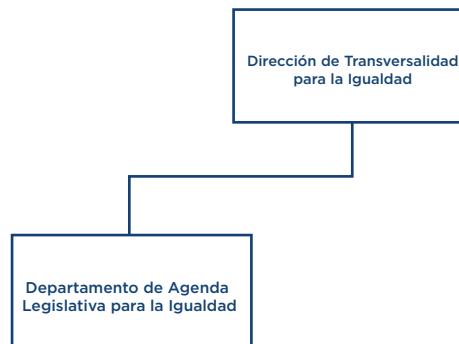 Dirección de Transversalidad
para la Igualdad
Departamento de Agenda
Legislativa para la Igualdad